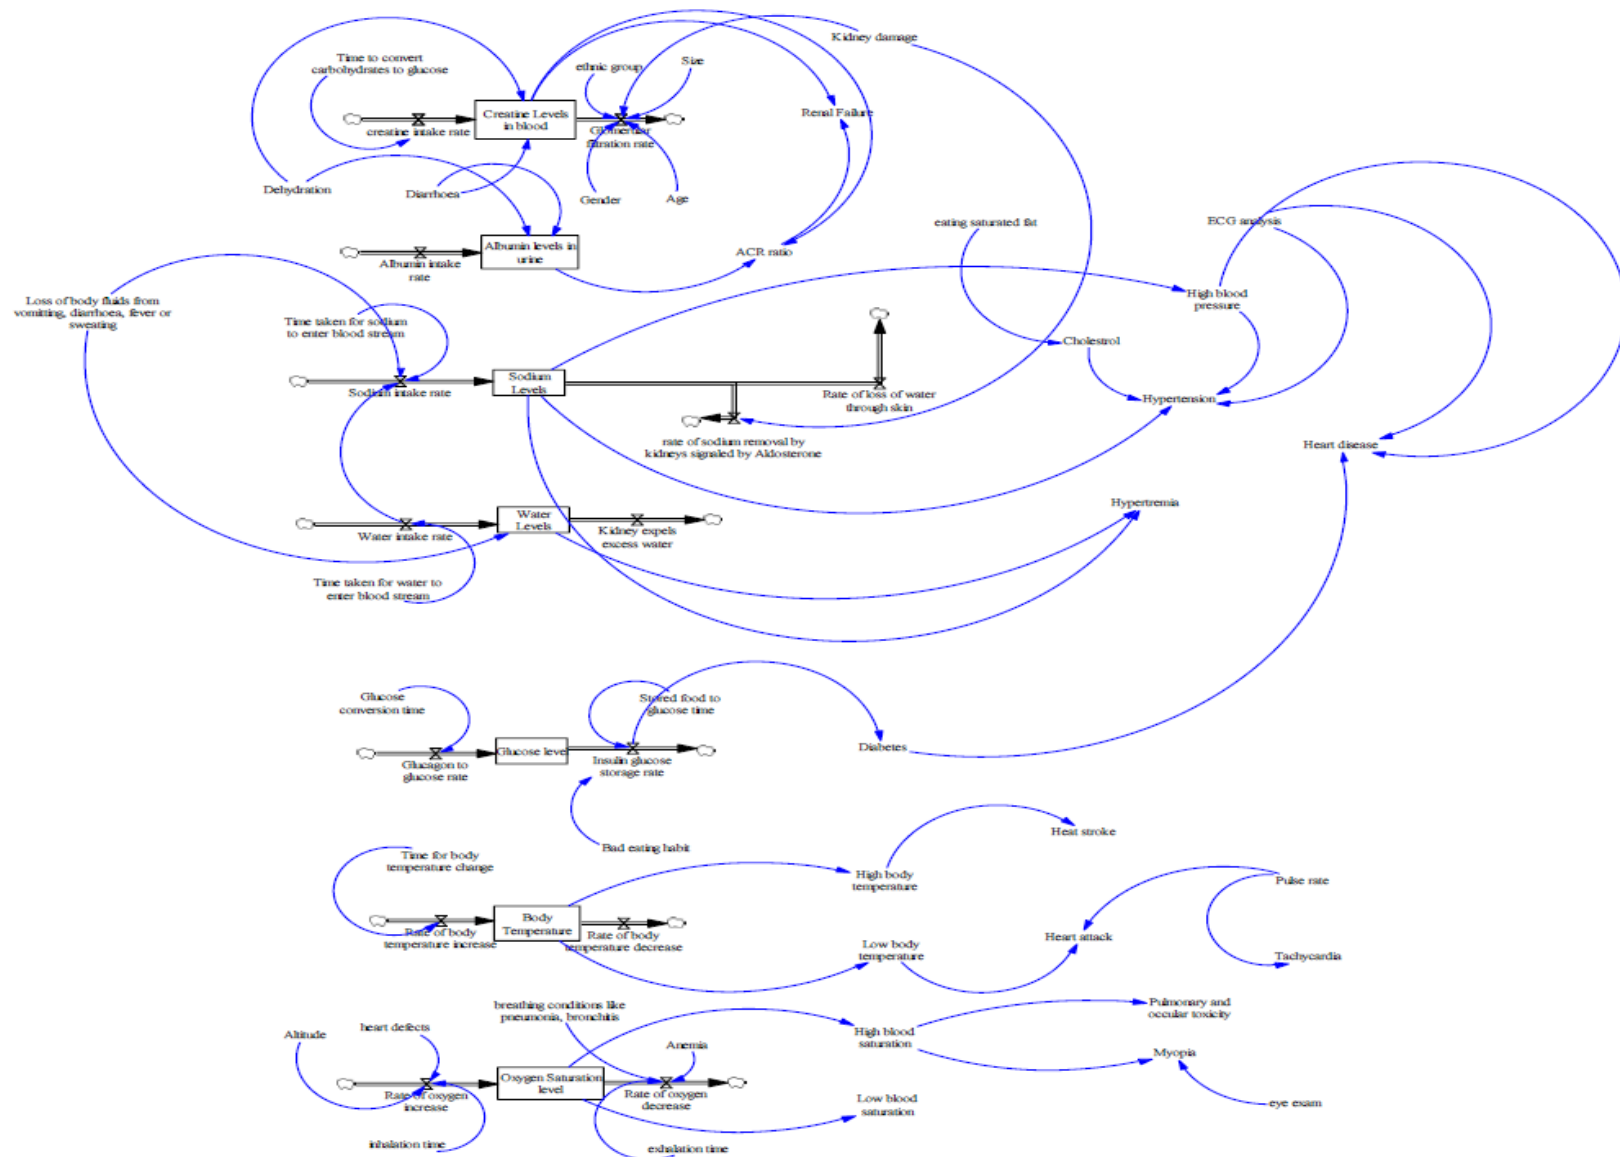 Kidney damage
Time to convert
carbohydrates to glucose
ethnic group
Size
Creatine Levels
in blood
creatine intake rate
Glomerular
filtration rate
Renal Failure
Dehydration
Diarrhoea
Gender
Age
eating saturated fat
ECG analysis
Albumin levels in
urine
Albumin intake
rate
ACR ratio
Loss of body fluids from
vomitting, diarrhoea, fever or
sweating
Time taken for sodium
to enter blood stream
High blood
pressure
Cholestrol
Sodium
Levels
Sodium intake rate
Rate of loss of water
through skin
Hypertension
rate of sodium removal by
kidneys signaled by Aldosterone
Heart disease
Hypertremia
Water
Levels
Water intake rate
Kidney expels
excess water
Time taken for water to
enter blood stream
Glucose
conversion time
Stored food to
glucose time
Diabetes
Glucose level
Glucagon to
glucose rate
Insulin glucose
storage rate
Bad eating habit
Heat stroke
Time for body
temperature change
High body
temperature
Pulse rate
Body
Temperature
Rate of body
temperature increase
Rate of body
temperature decrease
Heart attack
Low body
temperature
Tachycardia
breathing conditions like
pneumonia, bronchitis
Pulmonary and
occular toxicity
Altitude
heart defects
High blood
saturation
Anemia
Myopia
Oxygen Saturation
level
Rate of oxygen
increase
Rate of oxygen
decrease
Low blood
saturation
eye exam
inhalation time
exhalation time